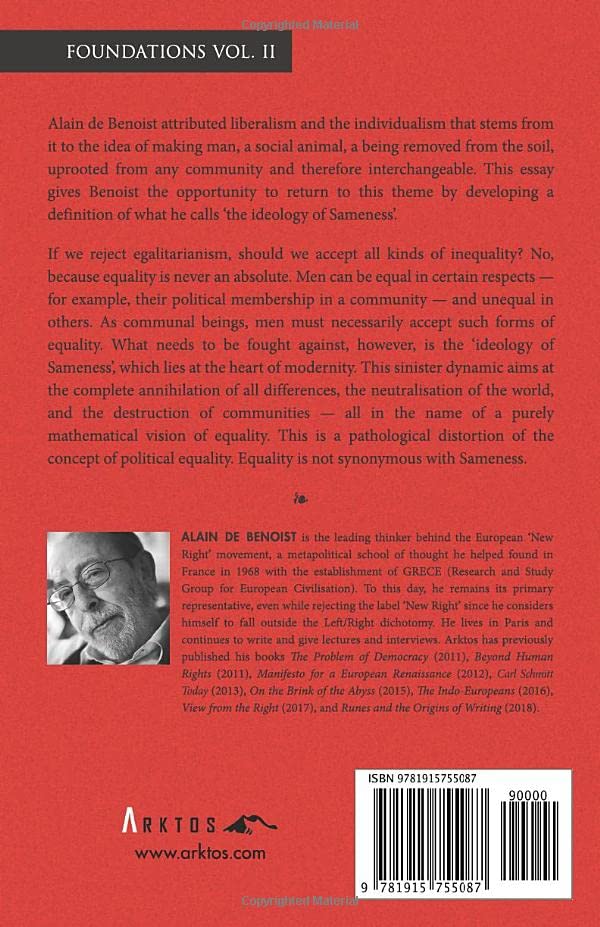 Copyrighted Material
FOUNDATIONS VOL. II
Alain de Benoist attributed liberalism and the individualism that stems from
it to the idea of making man, a social animal, a being removed from the soil,
uprooted from any community and therefore interchangeable. This essay
gives Benoist the opportunity to return to this theme by developing a
definition of what he calls ‘the ideology of Sameness’.
If we reject egalitarianism, should we accept all kinds of inequality? No,
because equality is never an absolute. Men can be equal in certain respects —
for example, their political membership in a community — and unequal in
others. As communal beings, men must necessarily accept such forms of
equality. What needs to be fought against, however, is the ‘ideology of
Sameness’, which lies at the heart of modernity. This sinister dynamic aims at
the complete annihilation of all differences, the neutralisation of the world,
and the destruction of communities — all in the name of a purely
mathematical vision of equality. This is a pathological distortion of the
concept of political equality. Equality is not synonymous with Sameness.
ALAIN DE BENOIST is the leading thinker behind the European ‘New
Right’ movement, a metapolitical school of thought he helped found in
France in 1968 with the establishment of GRECE (Research and Study
Group for European Civilisation). To this day, he remains its primary
representative, even while rejecting the label ‘New Right’ since he considers
himself to fall outside the Left/Right dichotomy. He lives in Paris and
continues to write and give lectures and interviews. Arktos has previously
published his books The Problem of Democracy (2011), Beyond Human
Rights (2011), Manifesto for a European Renaissance (2012), Carl Schmitt
Today (2013), On the Brink of the Abyss (2015), The Indo-Europeans (2016),
View from the Right (2017), and Runes and the Origins of Writing (2018).
ISBN 9781915755087
90000
9 781915 755087
ARKTOS
www.arktos.com
Copyrighted Material